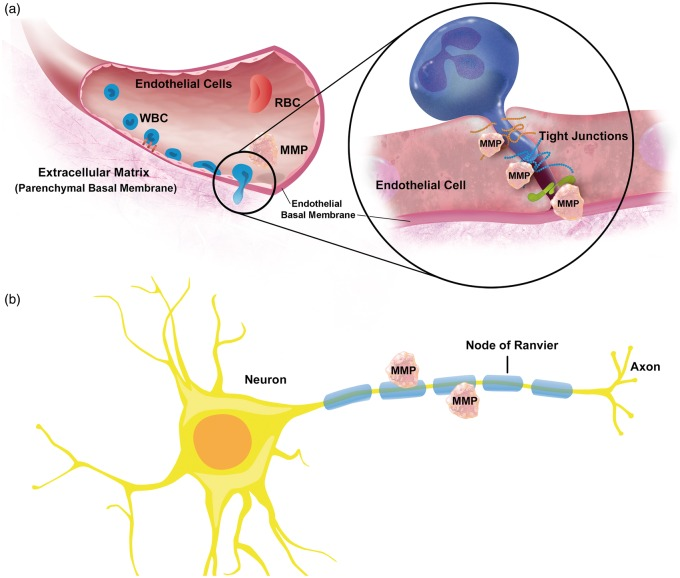 (a)
Endothelial Cells
RBC
WBC
MMP
Extracellular Matrix
(Parenchymal Basal Membrane)
Endothelial
Basal Membrane
MMP
Tight Junctions
MMP
Endothelial Cell
MMP
(b)
Node of Ranvier
Neuron
MMP
Axon
MMP